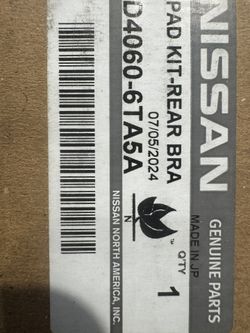 NISSAN
GENUINE PARTS
PAD KIT-REAR BRA
MADE IN JP
07/05/2024
Q'TY
1
D4060-6TA5A
N
NISSAN NORTH AMERICA, INC.